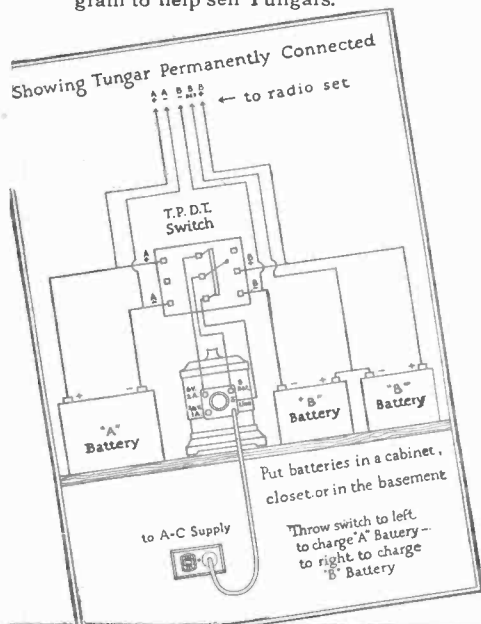 gram to help sell Tungars.
Showing Tungar Permanently Connected
A A B B B
+ - - +
← to radio set
T.P.D.T.
Switch
A
+
B
+
A
-
B
-
+ -
- +
- +
"A"
Battery
"B"
Battery
"B"
Battery
Line
Put batteries in a cabinet,
closet or in the basement
to A-C Supply
Throw switch to left
to charge "A" Battery —
to right to charge
"B" Battery